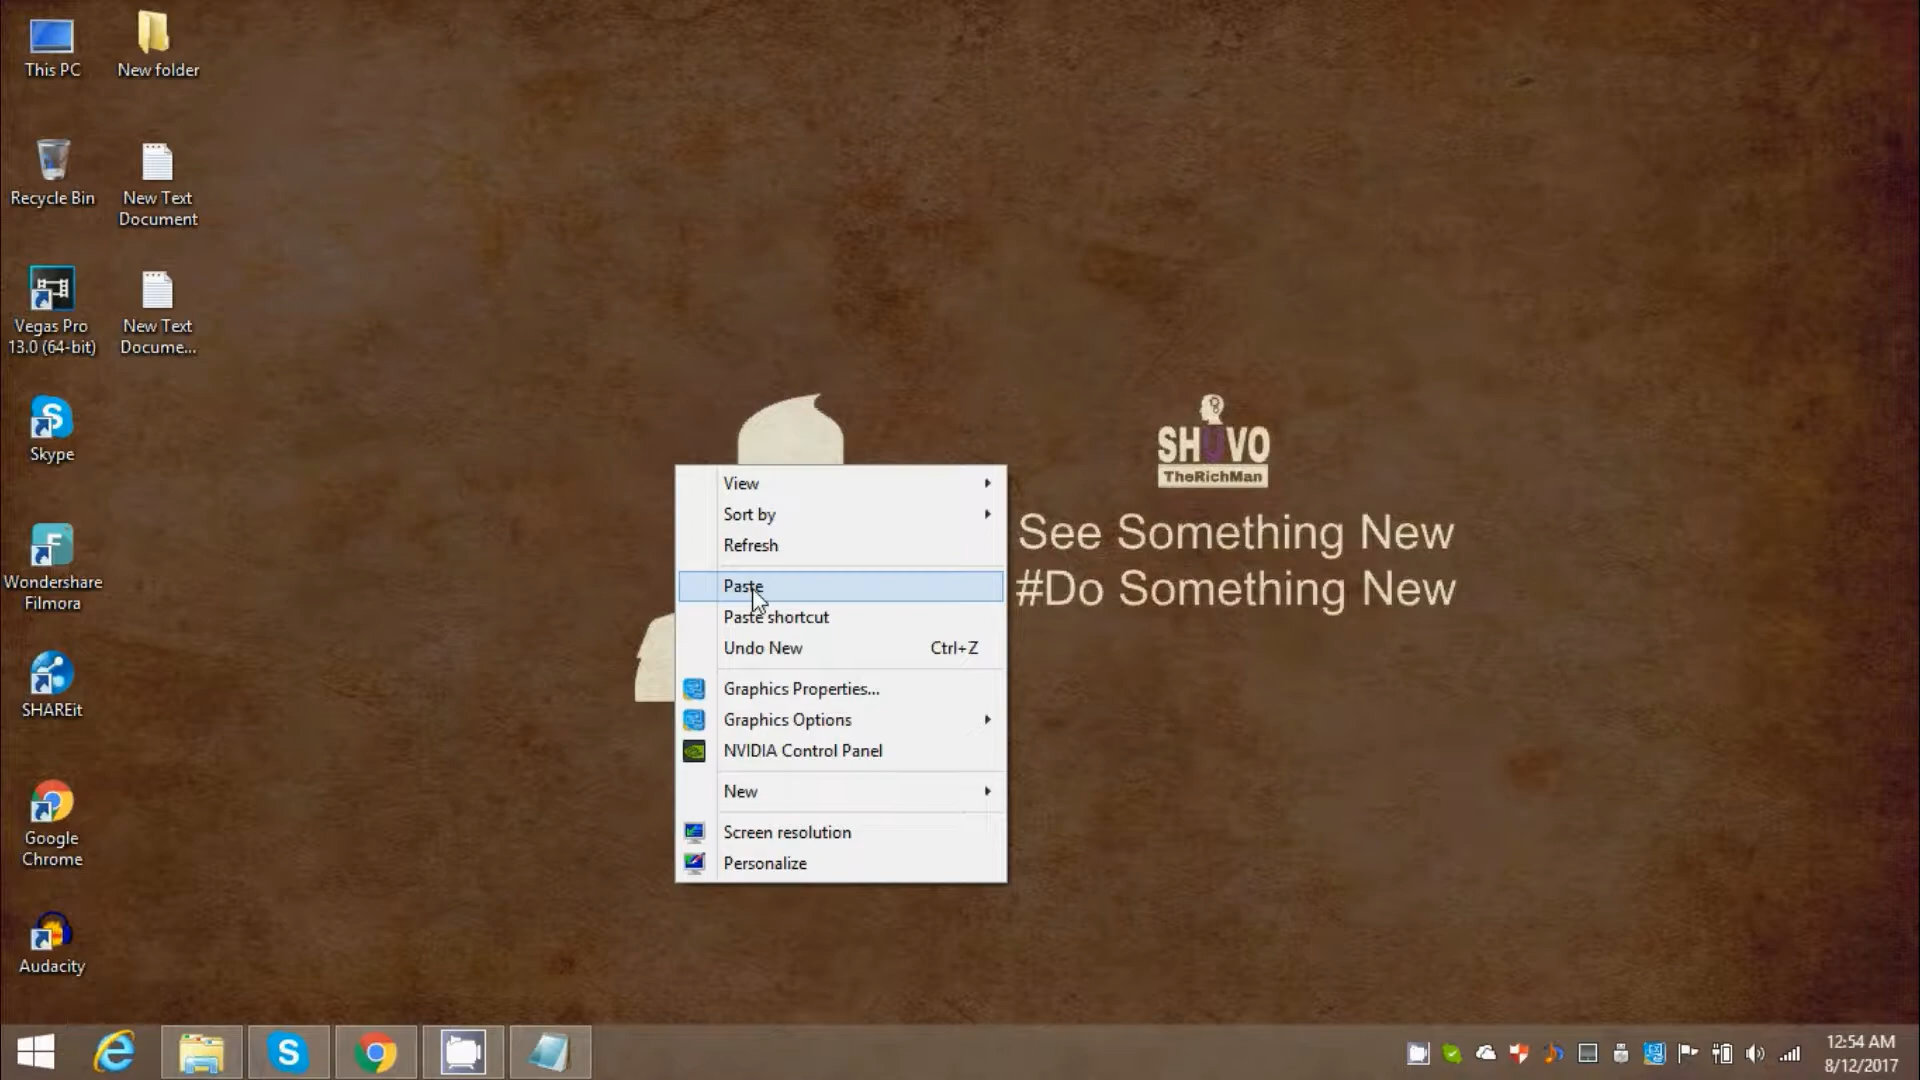 This PC
New folder
Recycle Bin
New Text
Document
Vegas Pro
13.0 (64-bit)
New Text
Docume...
Skype
Wondershare
Filmora
SHAREit
Google
Chrome
Audacity
View
Sort by
Refresh
Paste
Paste shortcut
Undo New Ctrl+Z
Graphics Properties...
Graphics Options
NVIDIA Control Panel
New
Screen resolution
Personalize
SHUVO
TheRichMan
See Something New
#Do Something New
12:54 AM
8/12/2017